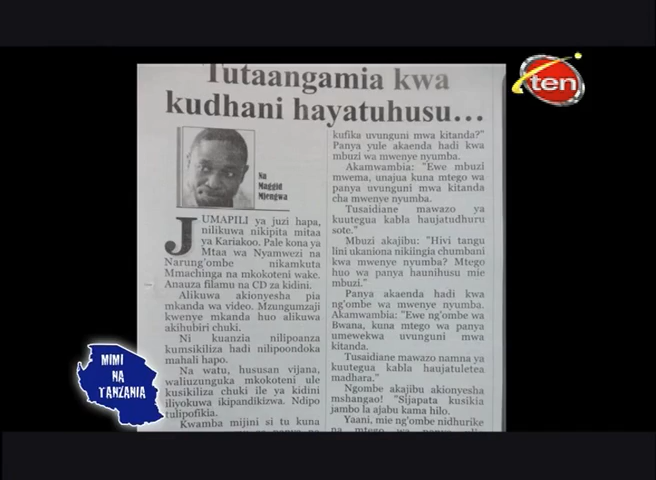 Tutaangamia kwa
kudhani hayatuhusu...
ten
Na
Maggid
Mjengwa
JUMAPILI ya juzi hapa,
nilikuwa nikipita mitaa
ya Kariakoo. Pale kona ya
Mtaa wa Nyamwezi na
Narung'ombe nikamkuta
Mmachinga na mkokoteni wake.
Anauza filamu na CD za kidini.
Alikuwa akionyesha pia
mkanda wa video. Mzungumzaji
kwenye mkanda huo alikuwa
akihubiri chuki.
Ni kuanzia nilipoanza
kumsikiliza hadi nilipoondoka
mahali hapo.
Na watu, hususan vijana,
waliuzunguka mkokoteni ule
kusikiliza chuki ile ya kidini
iliyokuwa ikipandikizwa. Ndipo
tulipofikia.
Kwamba mijini si tu kuna
kufika uvunguni mwa kitanda?"
Panya yule akaenda hadi kwa
mbuzi wa mwenye nyumba.
Akamwambia: "Ewe mbuzi
mwema, unajua kuna mtego wa
panya uvunguni mwa kitanda
cha mwenye nyumba.
Tusaidiane mawazo ya
kuutegua kabla haujatudhuru
sote."
Mbuzi akajibu: "Hivi tangu
lini ukaniona nikiingia chumbani
kwa mwenye nyumba? Mtego
huo wa panya haunihusu mie
mbuzi."
Panya akaenda hadi kwa
ng'ombe wa mwenye nyumba.
Akamwambia: "Ewe ng'ombe wa
Bwana, kuna mtego wa panya
umewekwa uvunguni mwa
kitanda.
Tusaidiane mawazo namna ya
kuutegua kabla haujatuletea
madhara."
Ngombe akajibu akionyesha
mshangao! "Sijapata kusikia
jambo la ajabu kama hilo.
Yaani, mie ng'ombe nidhurike
MIMI
NA
TANZANIA